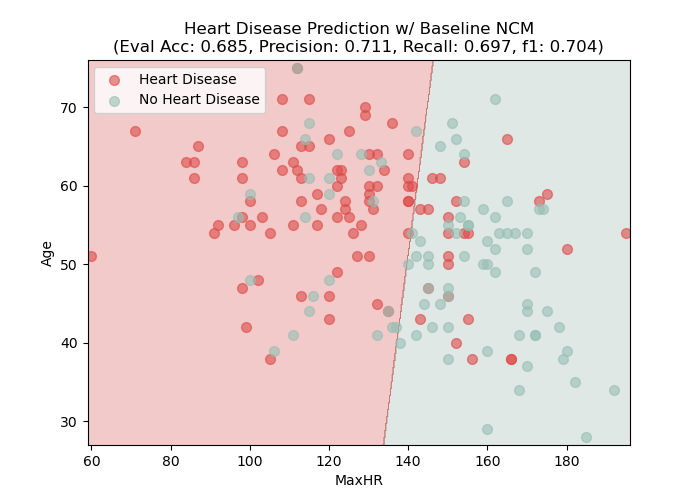 Heart Disease Prediction w/ Baseline NCM
(Eval Acc: 0.685, Precision: 0.711, Recall: 0.697, f1: 0.704)
Heart Disease
No Heart Disease
70
60
50
40
30
Age
60 80 100 120 140 160 180
MaxHR